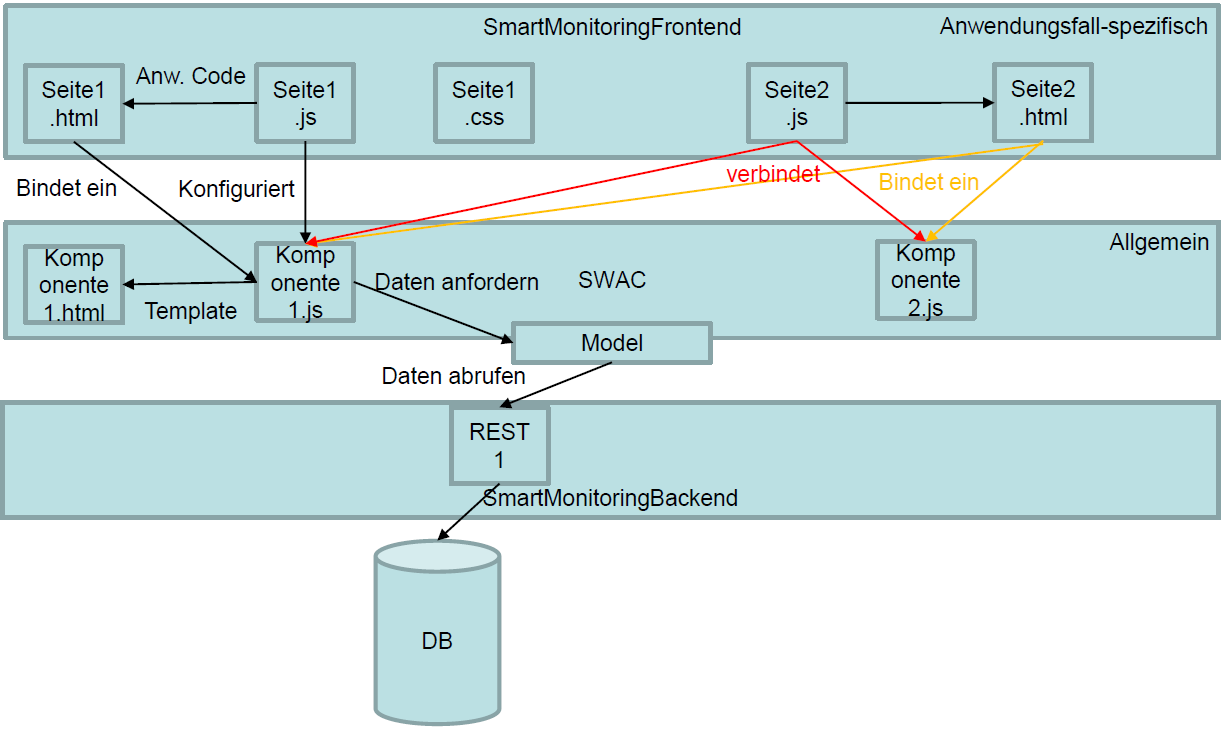 SmartMonitoringFrontend
Anwendungsfall-spezifisch
Seite1
.html
Anw. Code
Seite1
.js
Seite1
.css
Seite2
.js
Seite2
.html
Bindet ein
Konfiguriert
verbindet
Bindet ein
Allgemein
Komp
onente
1.html
Template
Komp
onente
1.js
Daten anfordern
SWAC
Komp
onente
2.js
Model
Daten abrufen
REST
1
SmartMonitoringBackend
DB